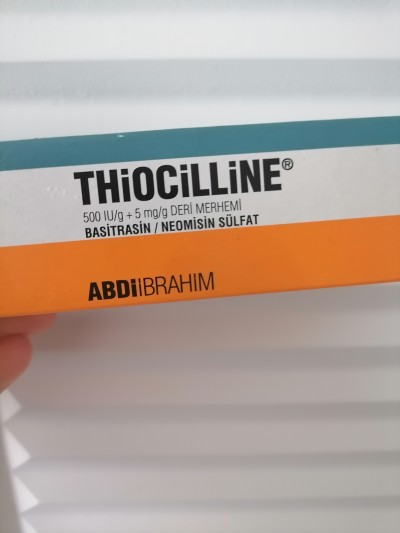 THiOCiLLiNE®
500 IU/g + 5 mg/g DERİ MERHEMİ
BASİTRASİN / NEOMİSİN SÜLFAT
ABDİİBRAHİM